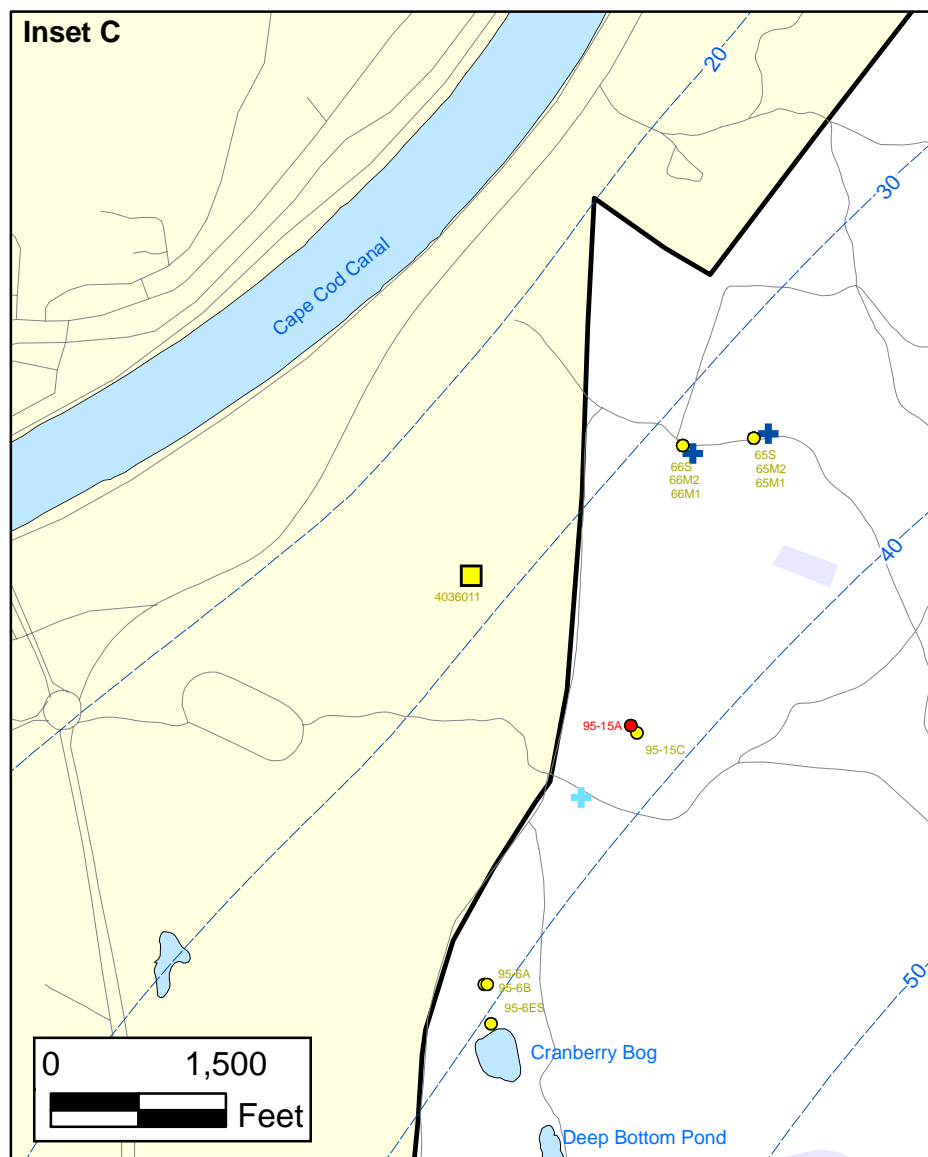 Inset C
20
30
Cape Cod Canal
66S
66M2
66M1
65S
65M2
65M1
40
4036011
95-15A
95-15C
50
95-6A
95-6B
95-6ES
Cranberry Bog
0 1,500
Feet
Deep Bottom Pond